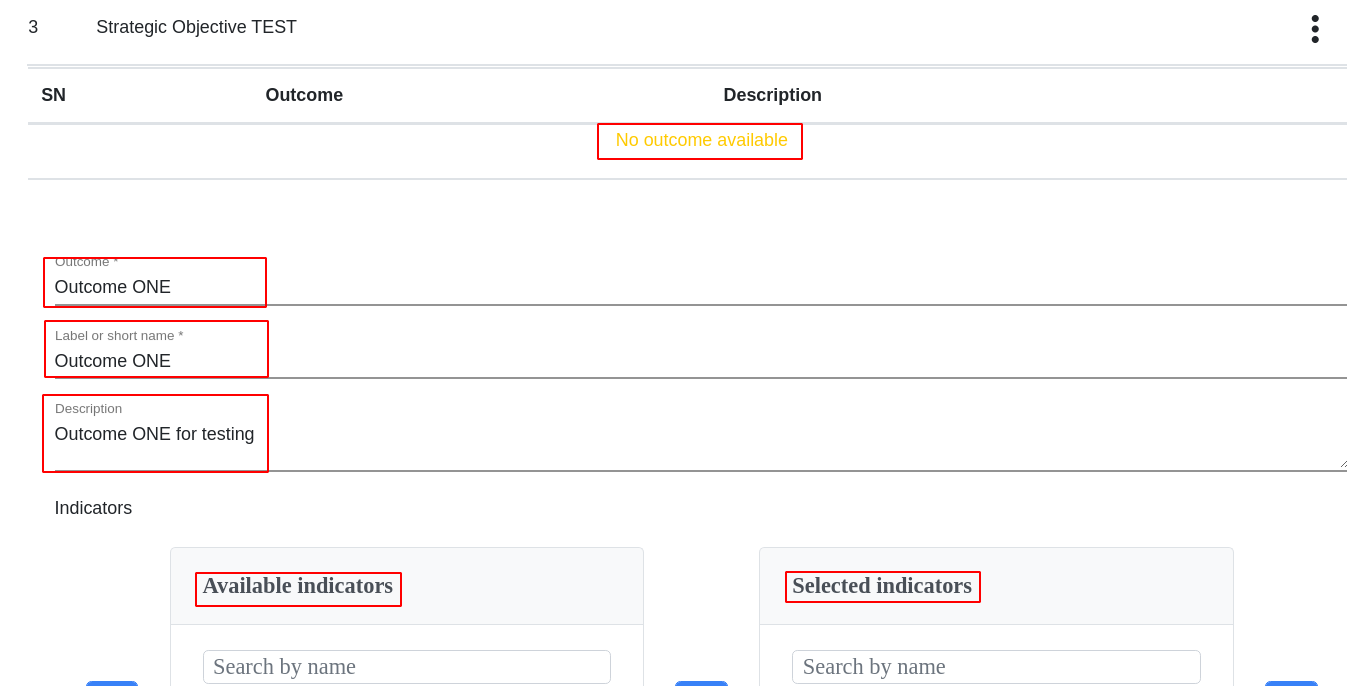 3 Strategic Objective TEST
SN Outcome Description
No outcome available
Outcome *
Outcome ONE
Label or short name *
Outcome ONE
Description
Outcome ONE for testing
Indicators
Available indicators Selected indicators
Search by name Search by name